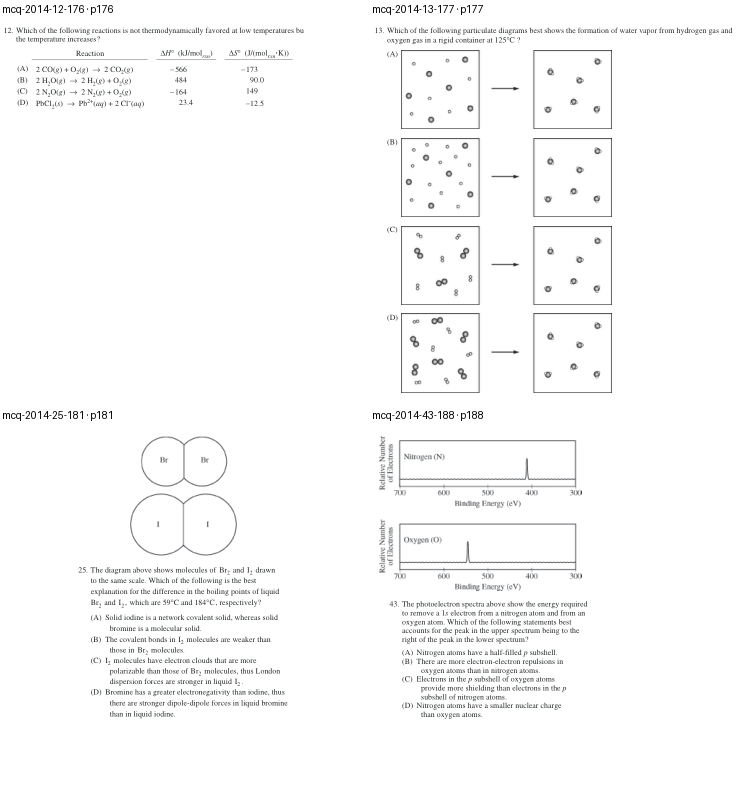 mcq-2014-12-176 · p176
12. Which of the following reactions is not thermodynamically favored at low temperatures bu
the temperature increases?
Reaction ΔH° (kJ/mol_rxn) ΔS° (J/(mol_rxn·K))
(A) 2 CO(g) + O₂(g) → 2 CO₂(g) −566 −173
(B) 2 H₂O(g) → 2 H₂(g) + O₂(g) 484 90.0
(C) 2 N₂O(g) → 2 N₂(g) + O₂(g) −164 149
(D) PbCl₂(s) → Pb²⁺(aq) + 2 Cl⁻(aq) 23.4 −12.5
mcq-2014-13-177 · p177
13. Which of the following particulate diagrams best shows the formation of water vapor from hydrogen gas and
oxygen gas in a rigid container at 125°C ?
(A)
(B)
(C)
(D)
mcq-2014-25-181 · p181
Br Br
I I
25. The diagram above shows molecules of Br₂ and I₂ drawn
to the same scale. Which of the following is the best
explanation for the difference in the boiling points of liquid
Br₂ and I₂, which are 59°C and 184°C, respectively?
(A) Solid iodine is a network covalent solid, whereas solid
bromine is a molecular solid.
(B) The covalent bonds in I₂ molecules are weaker than
those in Br₂ molecules.
(C) I₂ molecules have electron clouds that are more
polarizable than those of Br₂ molecules, thus London
dispersion forces are stronger in liquid I₂.
(D) Bromine has a greater electronegativity than iodine, thus
there are stronger dipole-dipole forces in liquid bromine
than in liquid iodine.
mcq-2014-43-188 · p188
Relative Number
of Electrons
Nitrogen (N)
700 600 500 400 300
Binding Energy (eV)
Relative Number
of Electrons
Oxygen (O)
700 600 500 400 300
Binding Energy (eV)
43. The photoelectron spectra above show the energy required
to remove a 1s electron from a nitrogen atom and from an
oxygen atom. Which of the following statements best
accounts for the peak in the upper spectrum being to the
right of the peak in the lower spectrum?
(A) Nitrogen atoms have a half-filled p subshell.
(B) There are more electron-electron repulsions in
oxygen atoms than in nitrogen atoms.
(C) Electrons in the p subshell of oxygen atoms
provide more shielding than electrons in the p
subshell of nitrogen atoms.
(D) Nitrogen atoms have a smaller nuclear charge
than oxygen atoms.